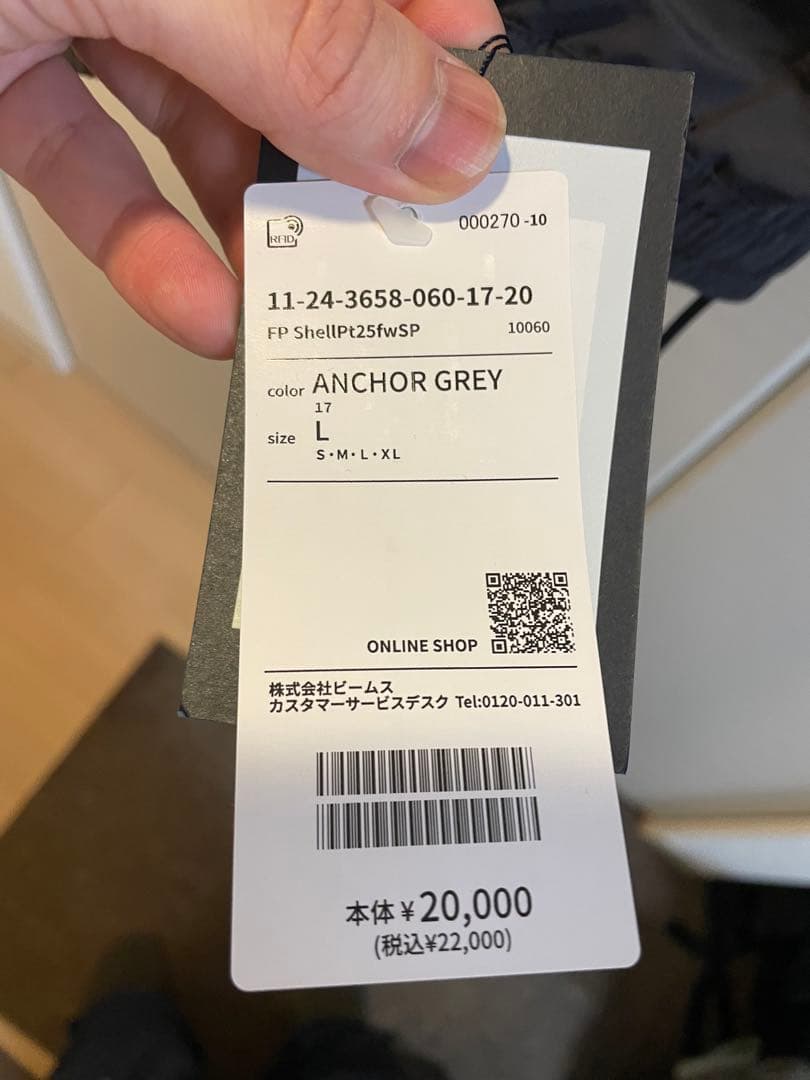 RFID
000270 -10
11-24-3658-060-17-20
FP ShellPt25fwSP 10060
color ANCHOR GREY
17
size L
S・M・L・XL
ONLINE SHOP
株式会社ビームス
カスタマーサービスデスク Tel:0120-011-301
本体¥20,000
(税込¥22,000)